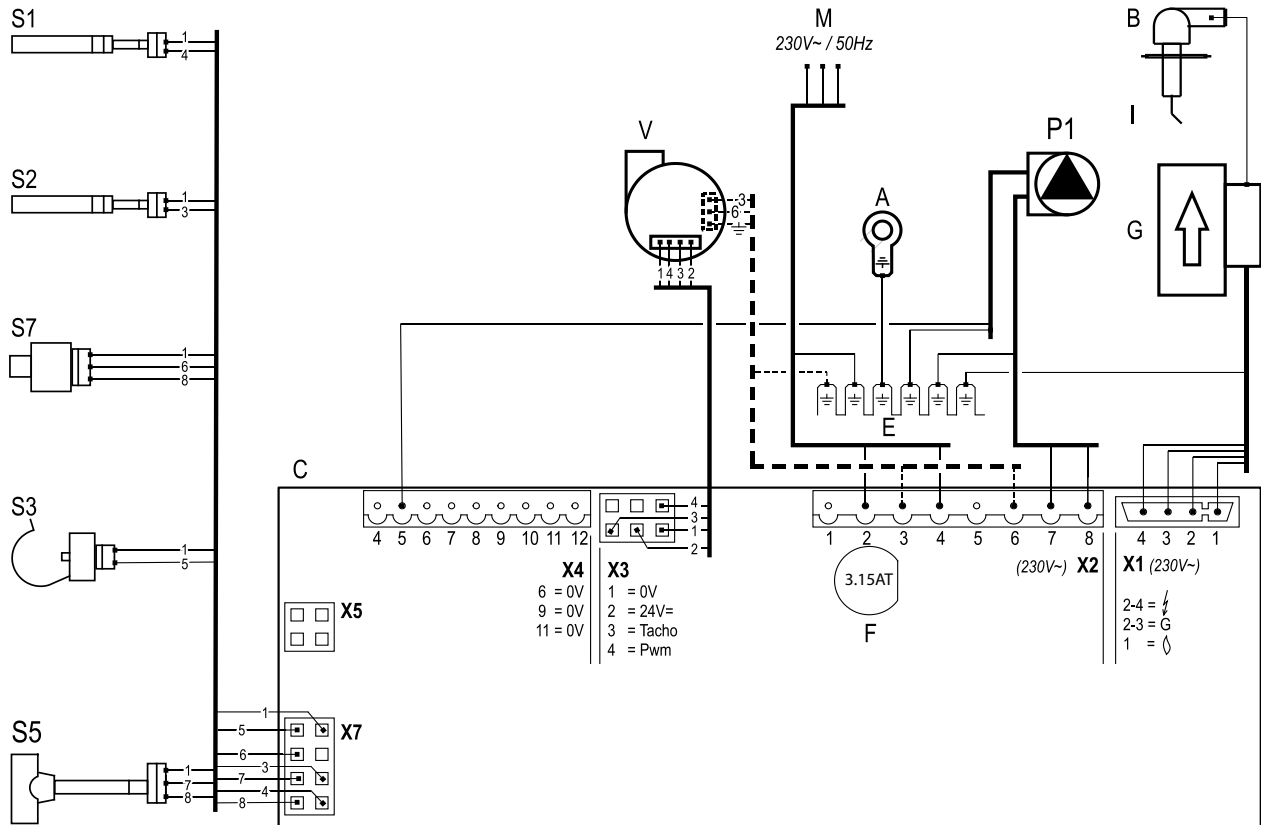 S1
1
4
S2
1
3
S7
1
6
8
S3
1
5
S5
1
7
8
M
230V~ / 50Hz
V
3
6
1 4 3 2
A
P1
B
I
G
E
C
4 5 6 7 8 9 10 11 12
X4
6 = 0V
9 = 0V
11 = 0V
4
3
1
2
X3
1 = 0V
2 = 24V=
3 = Tacho
4 = Pwm
1 2 3 4 5 6 7 8
(230V~) X2
3.15AT
F
4 3 2 1
X1 (230V~)
2-4 =
2-3 = G
1 =
X5
X7
1
5
6
3
7
4
8